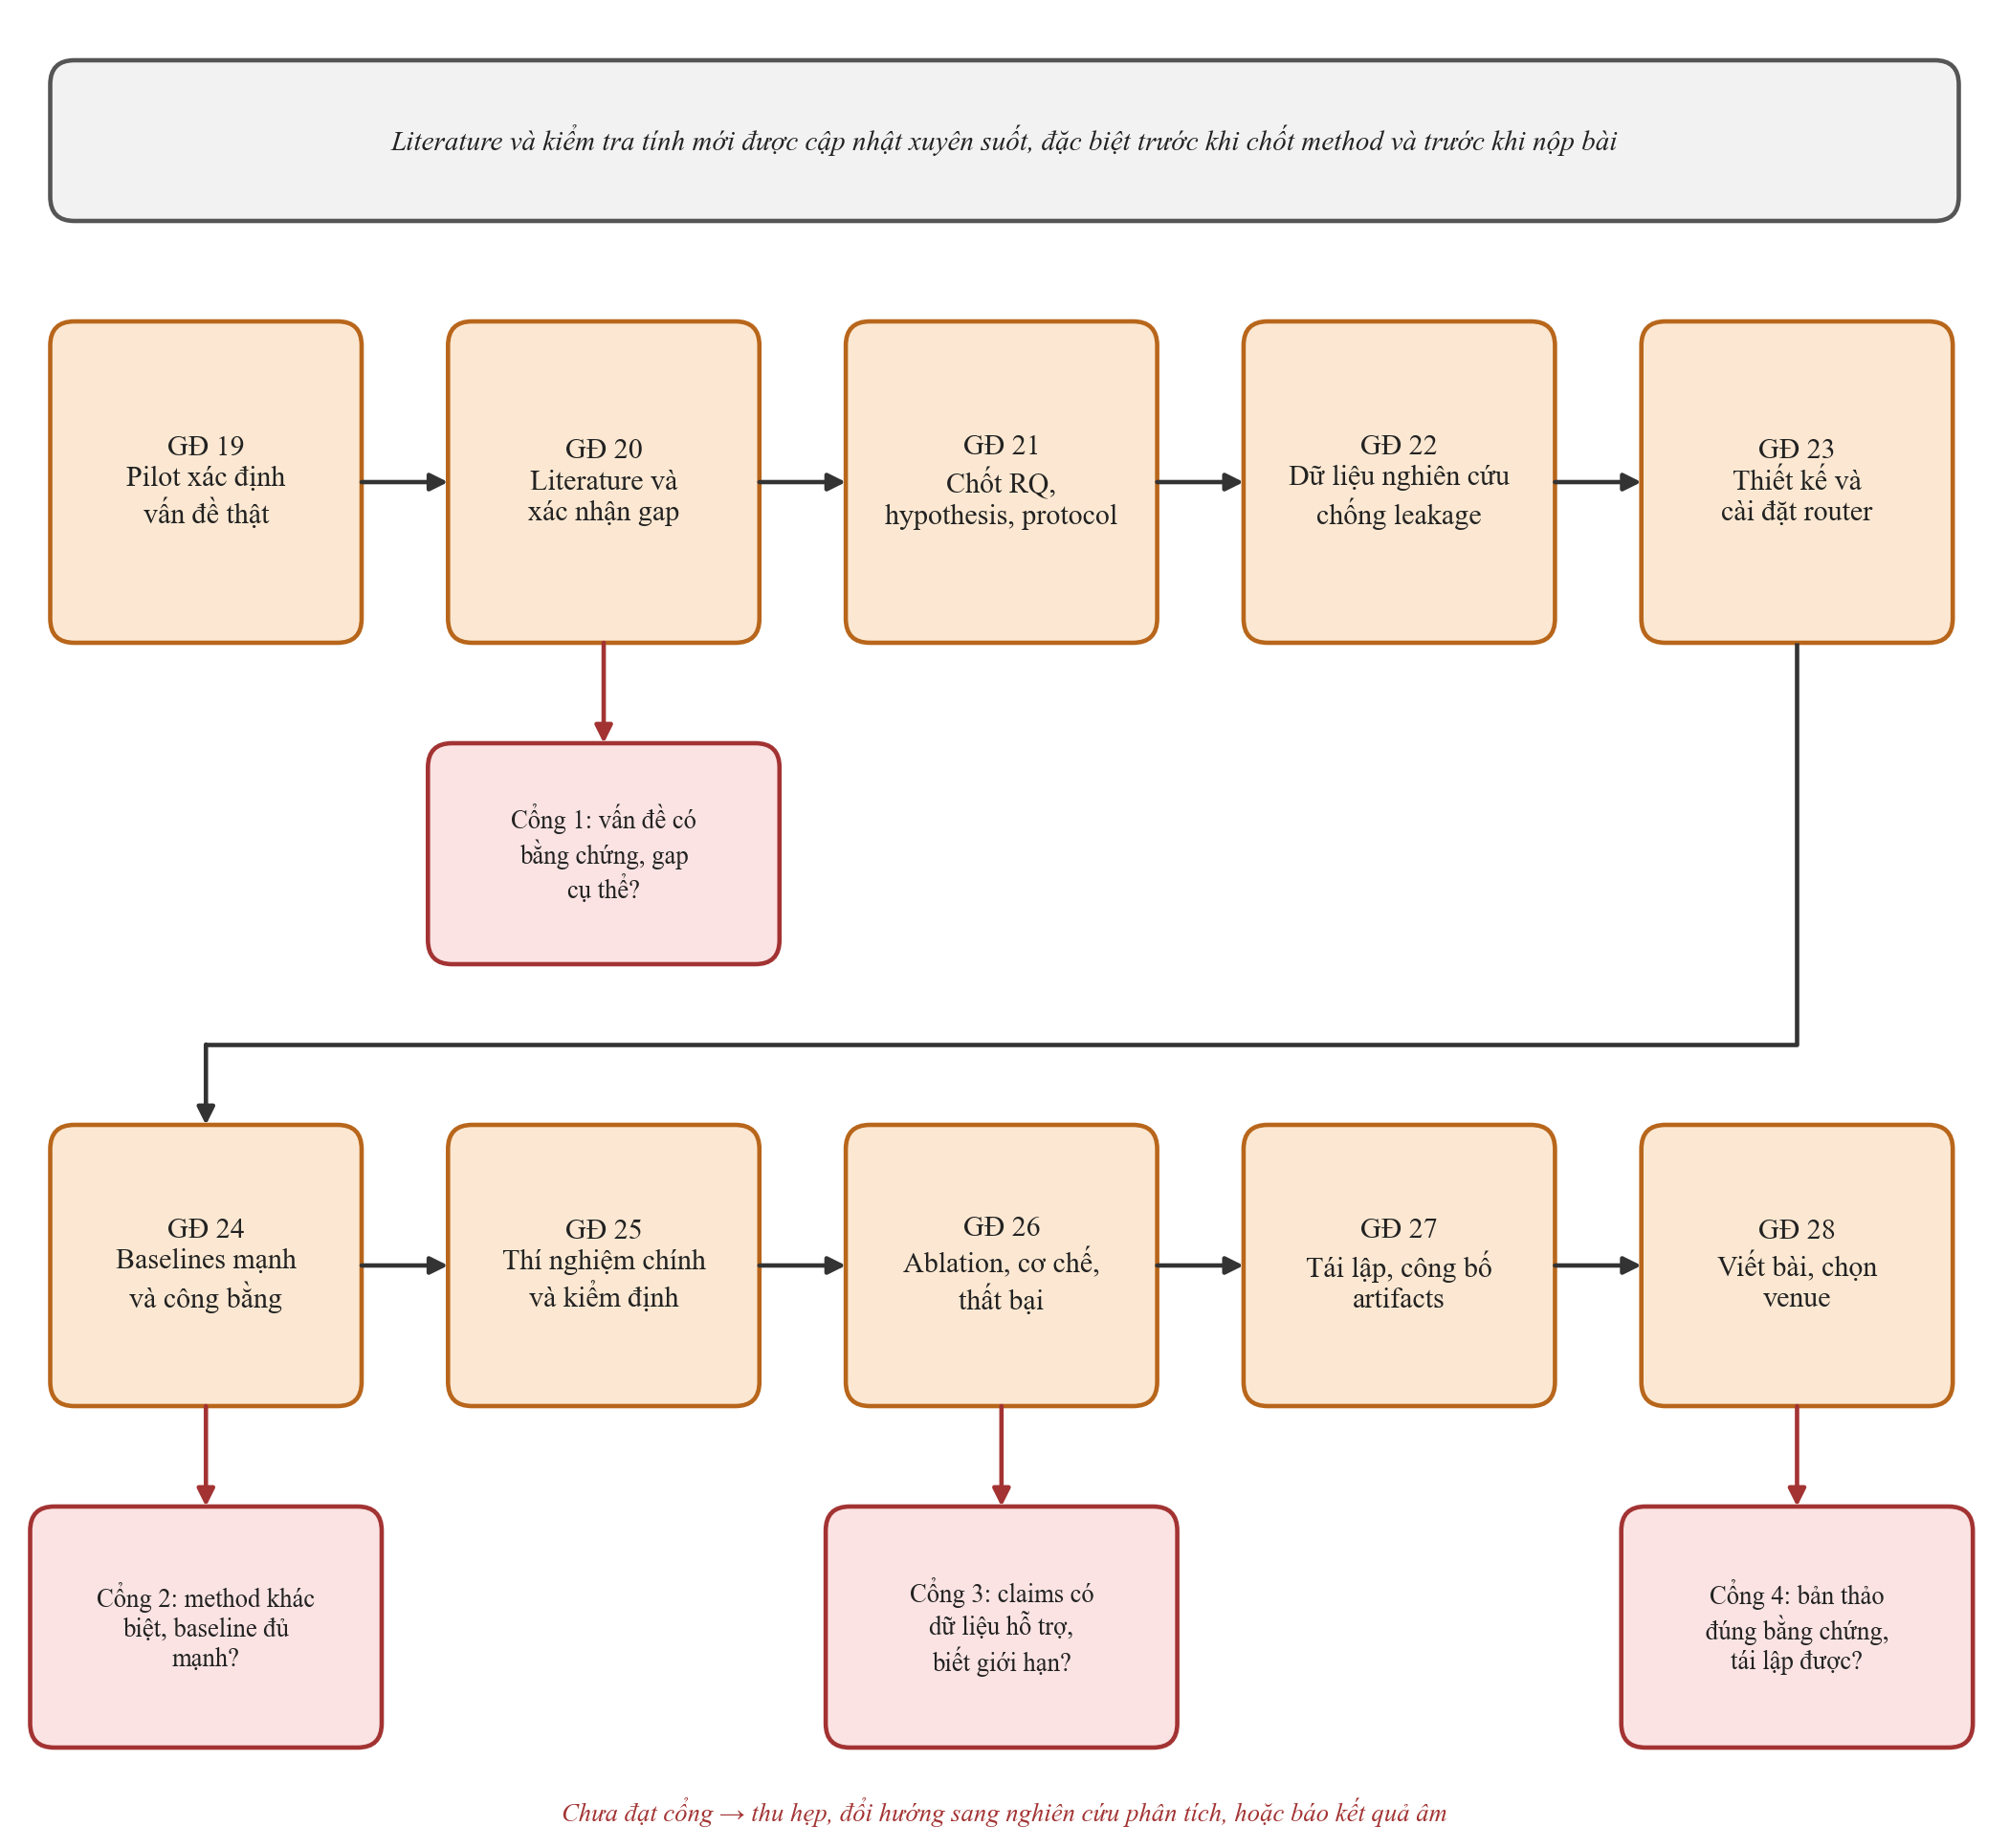 Literature và kiểm tra tính mới được cập nhật xuyên suốt, đặc biệt trước khi chốt method và trước khi nộp bài
GĐ 19
Pilot xác định
vấn đề thật
GĐ 20
Literature và
xác nhận gap
GĐ 21
Chốt RQ,
hypothesis, protocol
GĐ 22
Dữ liệu nghiên cứu
chống leakage
GĐ 23
Thiết kế và
cài đặt router
Cổng 1: vấn đề có
bằng chứng, gap
cụ thể?
GĐ 24
Baselines mạnh
và công bằng
GĐ 25
Thí nghiệm chính
và kiểm định
GĐ 26
Ablation, cơ chế,
thất bại
GĐ 27
Tái lập, công bố
artifacts
GĐ 28
Viết bài, chọn
venue
Cổng 2: method khác
biệt, baseline đủ
mạnh?
Cổng 3: claims có
dữ liệu hỗ trợ,
biết giới hạn?
Cổng 4: bản thảo
đúng bằng chứng,
tái lập được?
Chưa đạt cổng → thu hẹp, đổi hướng sang nghiên cứu phân tích, hoặc báo kết quả âm